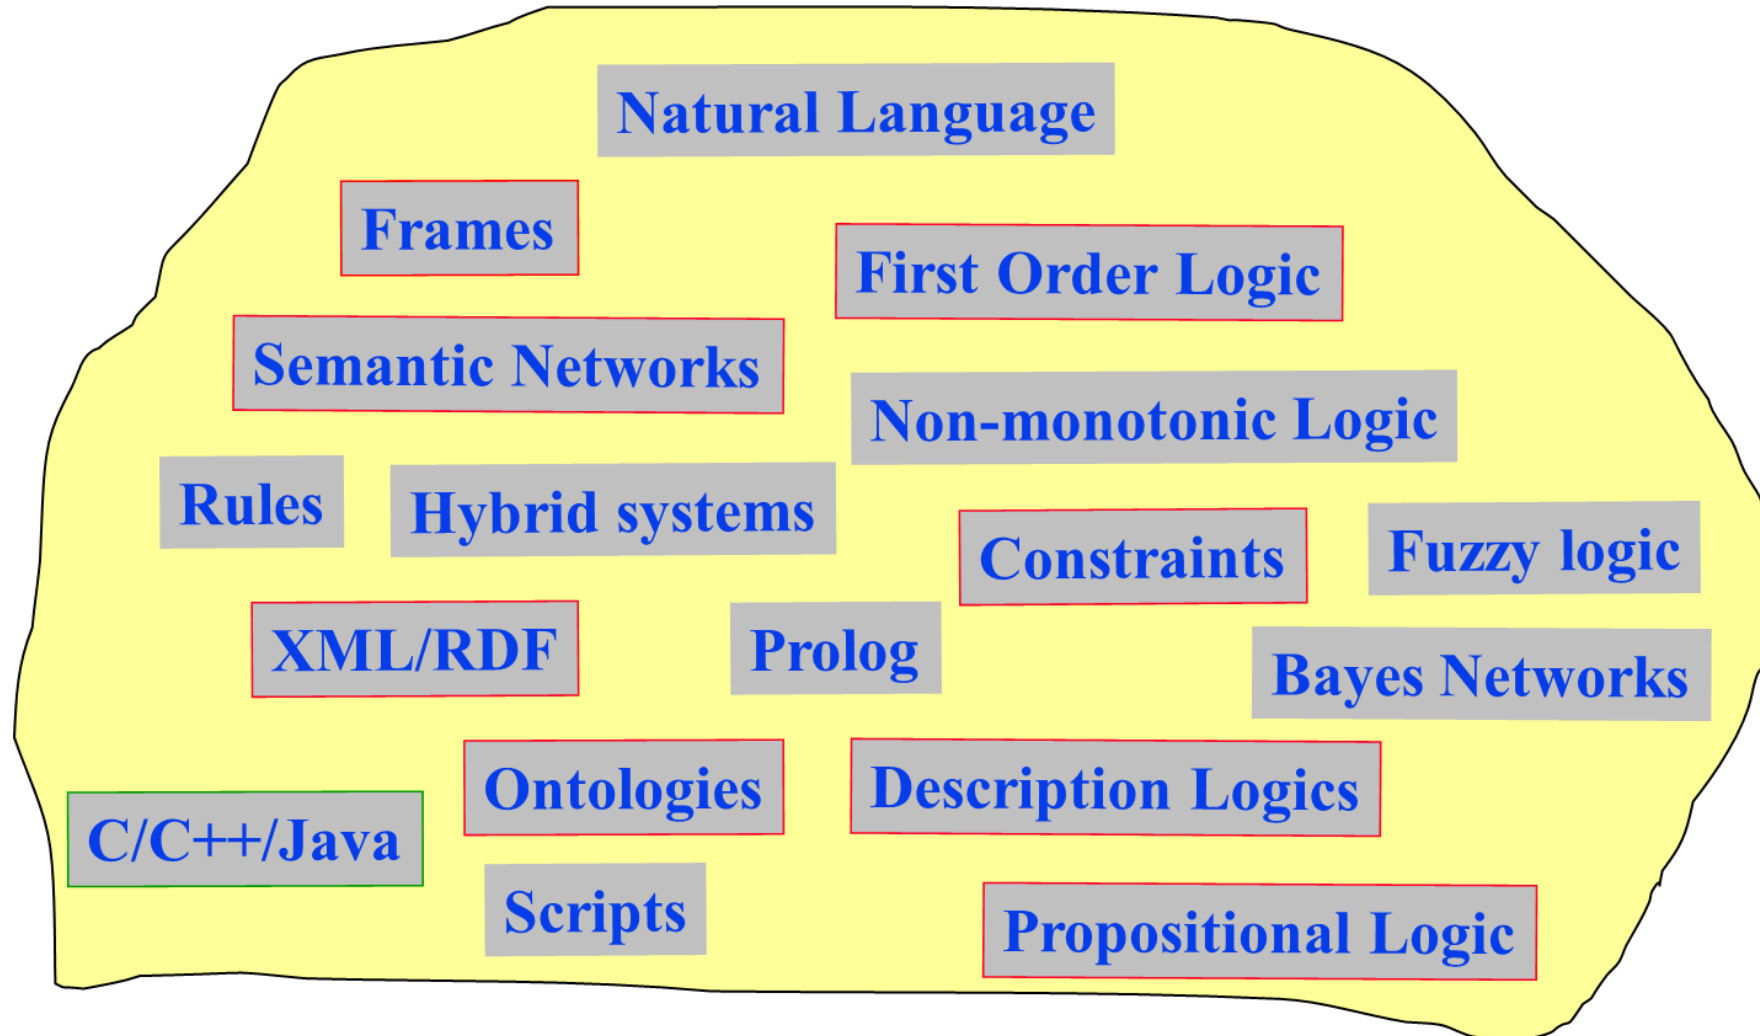 Natural Language
Frames
First Order Logic
Semantic Networks
Non-monotonic Logic
Rules
Hybrid systems
Constraints
Fuzzy logic
XML/RDF
Prolog
Bayes Networks
Ontologies
Description Logics
C/C++/Java
Scripts
Propositional Logic